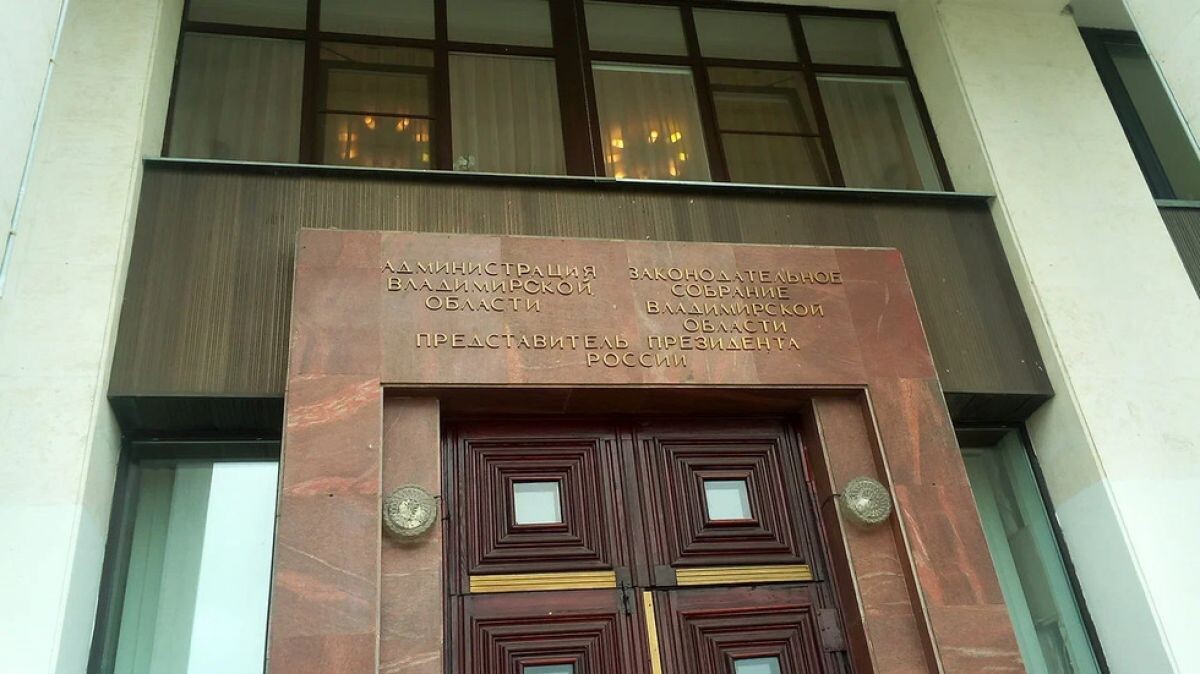 АДМИНИСТРАЦИЯ
ВЛАДИМИРСКОЙ
ОБЛАСТИ
ЗАКОНОДАТЕЛЬНОЕ
СОБРАНИЕ
ВЛАДИМИРСКОЙ
ОБЛАСТИ
ПРЕДСТАВИТЕЛЬ ПРЕЗИДЕНТА
РОССИИ